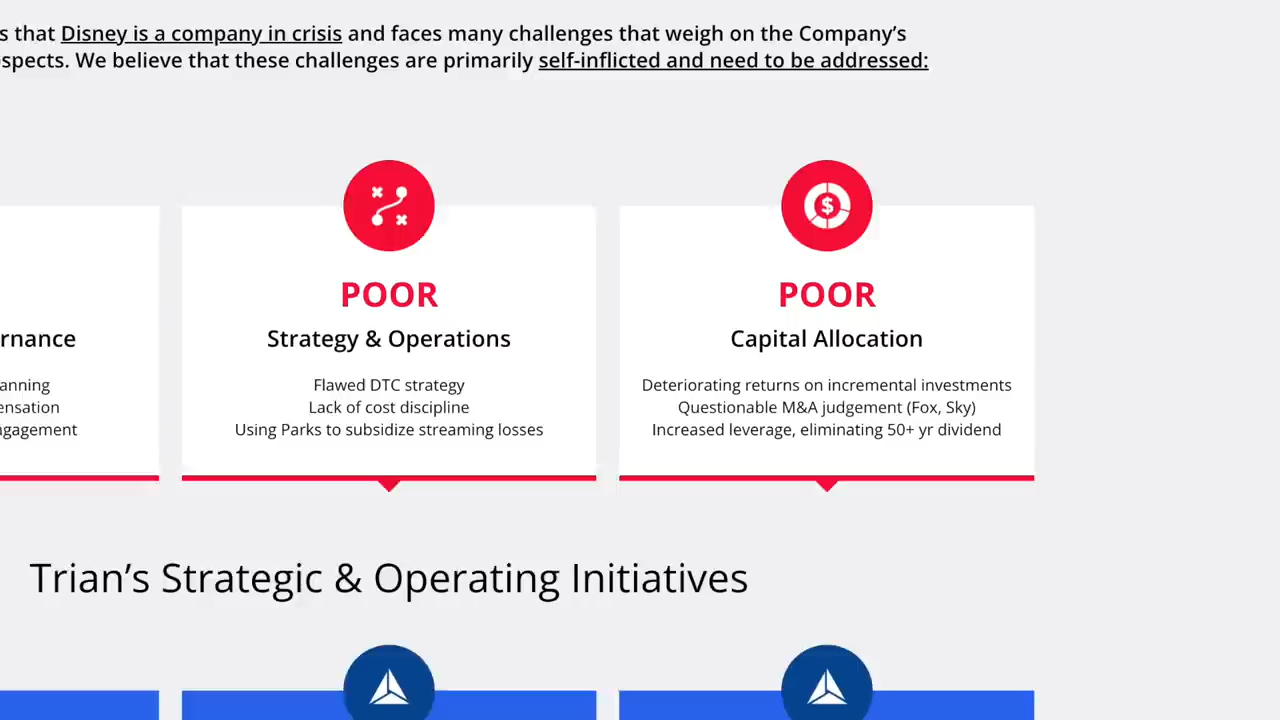 s that Disney is a company in crisis and faces many challenges that weigh on the Company’s
spects. We believe that these challenges are primarily self-inflicted and need to be addressed:
rnance
anning
ensation
gagement
POOR
Strategy & Operations
Flawed DTC strategy
Lack of cost discipline
Using Parks to subsidize streaming losses
POOR
Capital Allocation
Deteriorating returns on incremental investments
Questionable M&A judgement (Fox, Sky)
Increased leverage, eliminating 50+ yr dividend
Trian’s Strategic & Operating Initiatives